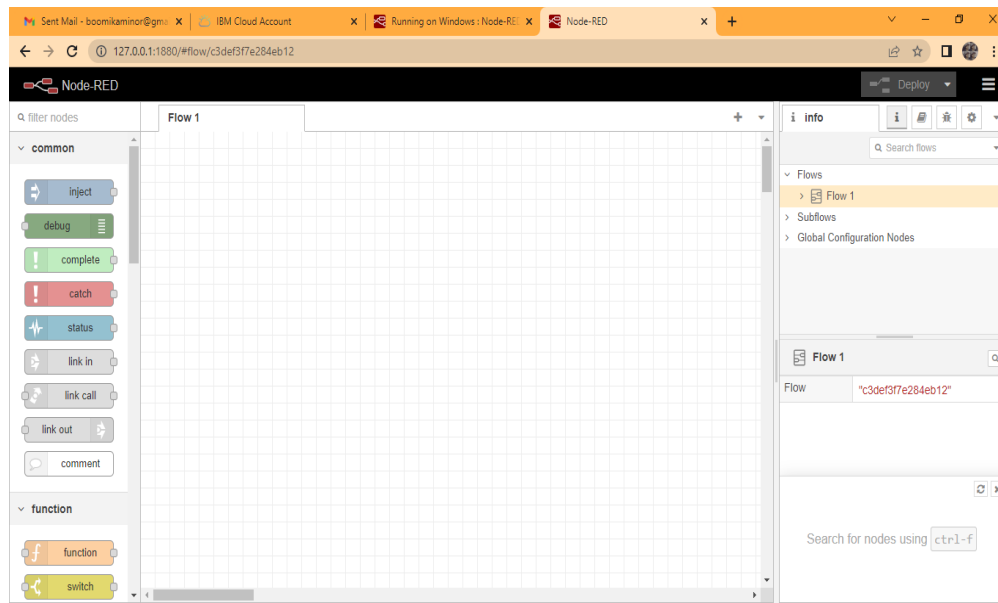 Sent Mail - boomikaminor@gma
IBM Cloud Account
Running on Windows : Node-RE
Node-RED
127.0.0.1:1880/#flow/c3def3f7e284eb12
Node-RED
Deploy
filter nodes
Flow 1
i info
i
Search flows
common
inject
debug
complete
catch
status
link in
link call
link out
comment
function
function
switch
Flows
Flow 1
Subflows
Global Configuration Nodes
Flow 1
Flow "c3def3f7e284eb12"
Search for nodes using ctrl-f